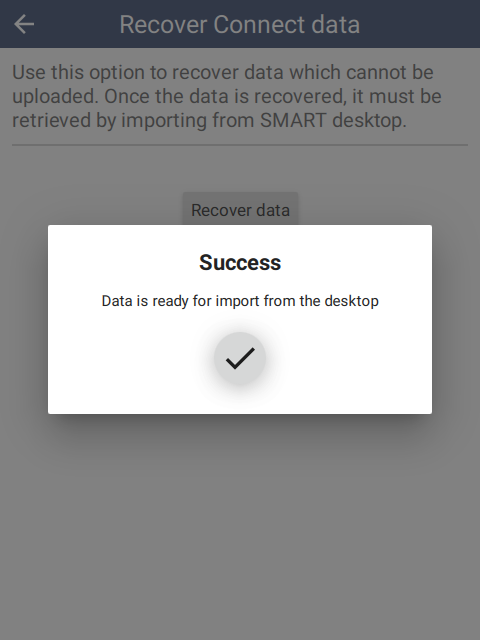 Recover Connect data
Use this option to recover data which cannot be
uploaded. Once the data is recovered, it must be
retrieved by importing from SMART desktop.
Recover data
Success
Data is ready for import from the desktop